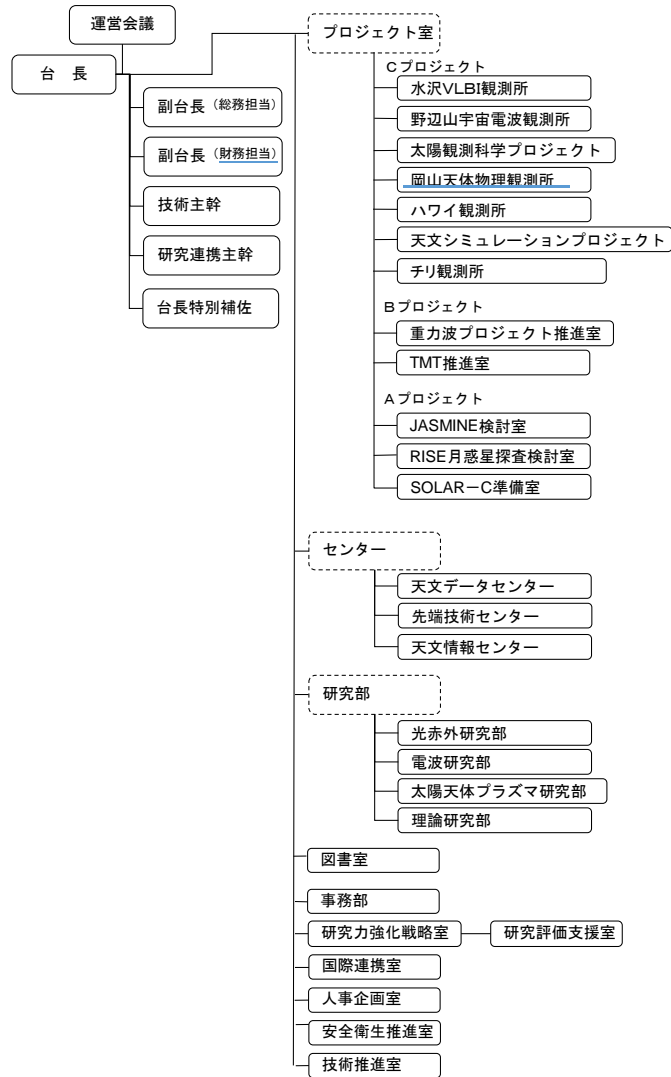 運営会議
台　長
副台長（総務担当）
副台長（財務担当）
技術主幹
研究連携主幹
台長特別補佐
プロジェクト室
Ｃプロジェクト
水沢VLBI観測所
野辺山宇宙電波観測所
太陽観測科学プロジェクト
岡山天体物理観測所
ハワイ観測所
天文シミュレーションプロジェクト
チリ観測所
Ｂプロジェクト
重力波プロジェクト推進室
TMT推進室
Ａプロジェクト
JASMINE検討室
RISE月惑星探査検討室
SOLAR－C準備室
センター
天文データセンター
先端技術センター
天文情報センター
研究部
光赤外研究部
電波研究部
太陽天体プラズマ研究部
理論研究部
図書室
事務部
研究力強化戦略室
研究評価支援室
国際連携室
人事企画室
安全衛生推進室
技術推進室